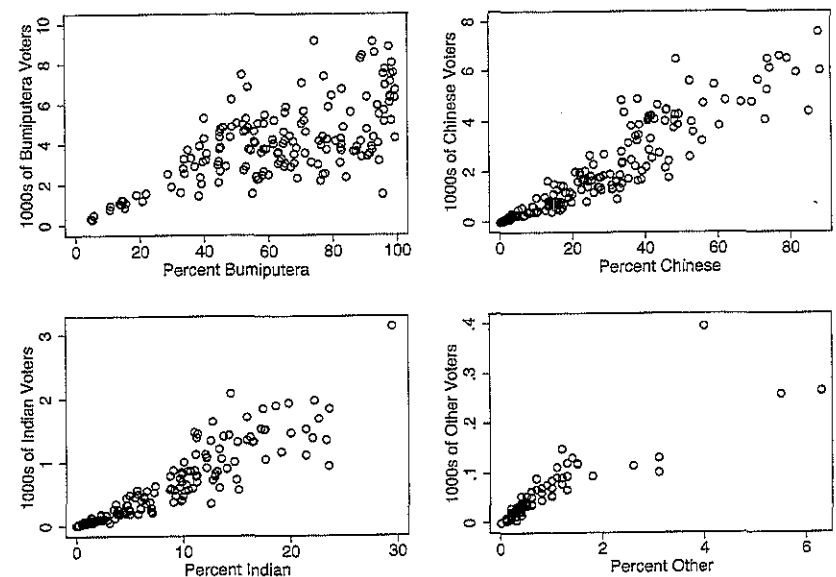 1000s of Bumiputera Voters
10
8
6
4
2
0
0 20 40 60 80 100
Percent Bumiputera
1000s of Chinese Voters
8
6
4
2
0
0 20 40 60 80
Percent Chinese
1000s of Indian Voters
3
2
1
0
0 10 20 30
Percent Indian
1000s of Other Voters
.4
.3
.2
.1
0
0 2 4 6
Percent Other